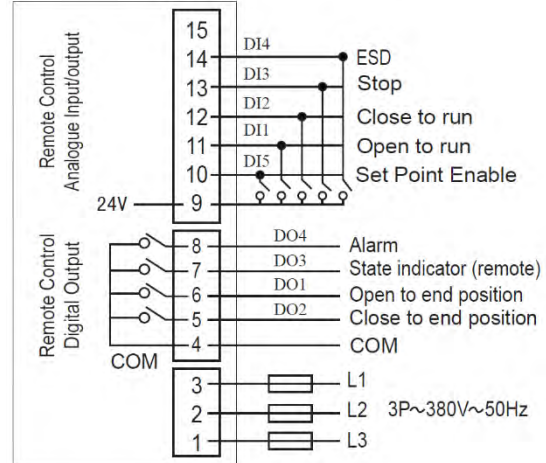 Remote Control
Analogue Input/output
15
14 DI4 ESD
13 DI3 Stop
12 DI2 Close to run
11 DI1 Open to run
10 DI5 Set Point Enable
24V 9
Remote Control
Digital Output
8 DO4 Alarm
7 DO3 State indicator (remote)
6 DO1 Open to end position
5 DO2 Close to end position
4 COM
COM
3 L1
2 L2 3P~380V~50Hz
1 L3